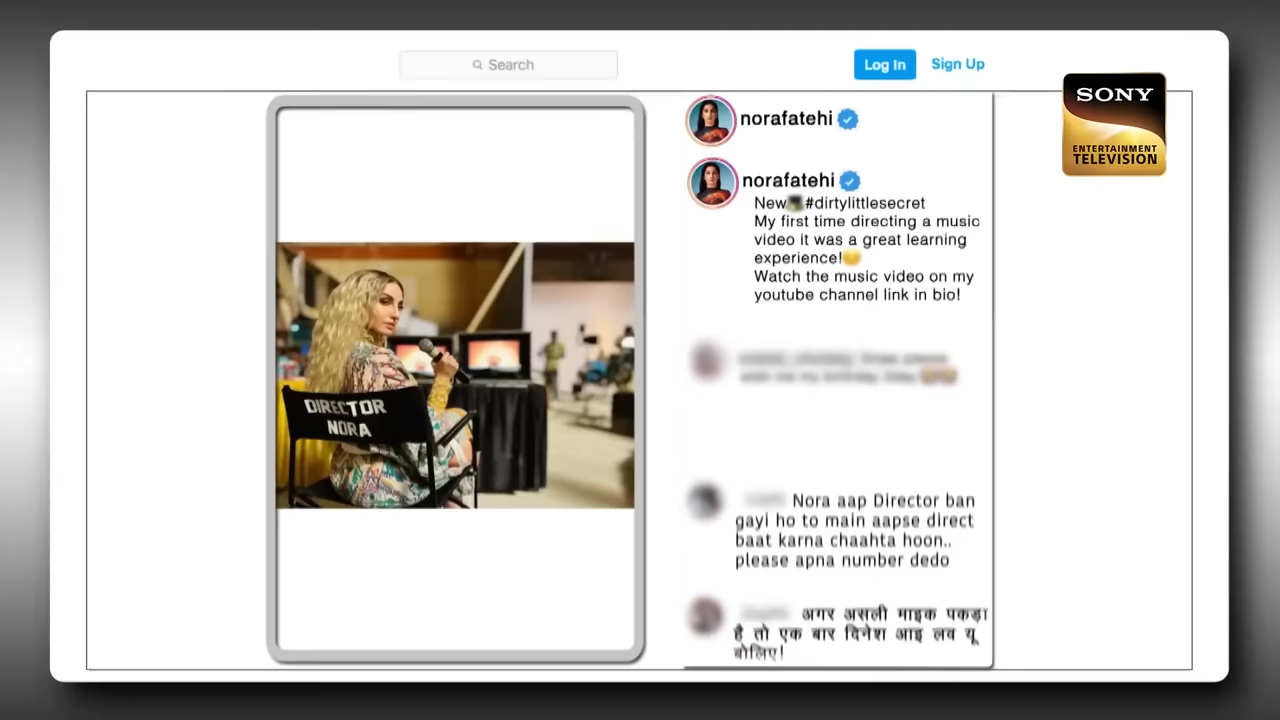 Search
Log In
Sign Up
SONY
ENTERTAINMENT
TELEVISION
norafatehi
norafatehi
New #dirtylittlesecret
My first time directing a music
video it was a great learning
experience!
Watch the music video on my
youtube channel link in bio!
DIRECTOR
NORA
Nora aap Director ban
gayi ho to main aapse direct
baat karna chaahta hoon..
please apna number dedo
अगर असली माइक पकड़ा
है तो एक बार दिनेश आइ लव यू
बोलिए!